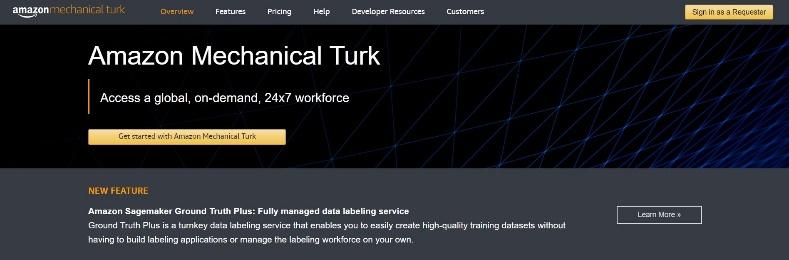 amazon mechanical turk
Overview Features Pricing Help Developer Resources Customers
Sign in as a Requester
Amazon Mechanical Turk
Access a global, on-demand, 24x7 workforce
Get started with Amazon Mechanical Turk
NEW FEATURE
Amazon Sagemaker Ground Truth Plus: Fully managed data labeling service
Ground Truth Plus is a turnkey data labeling service that enables you to easily create high-quality training datasets without
having to build labeling applications or manage the labeling workforce on your own.
Learn More »